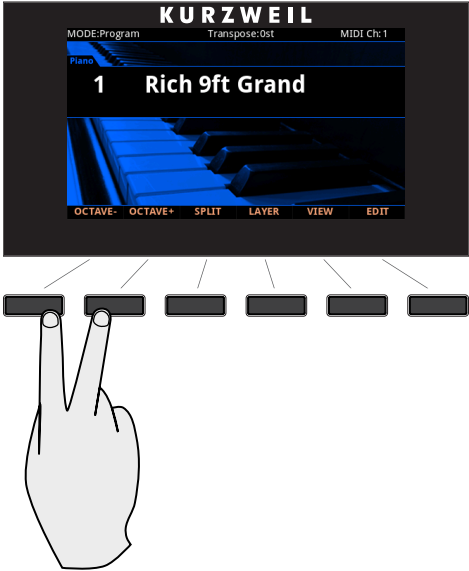 KURZWEIL
MODE:Program Transpose:0st MIDI Ch:1
Piano
1 Rich 9ft Grand
OCTAVE- OCTAVE+ SPLIT LAYER VIEW EDIT